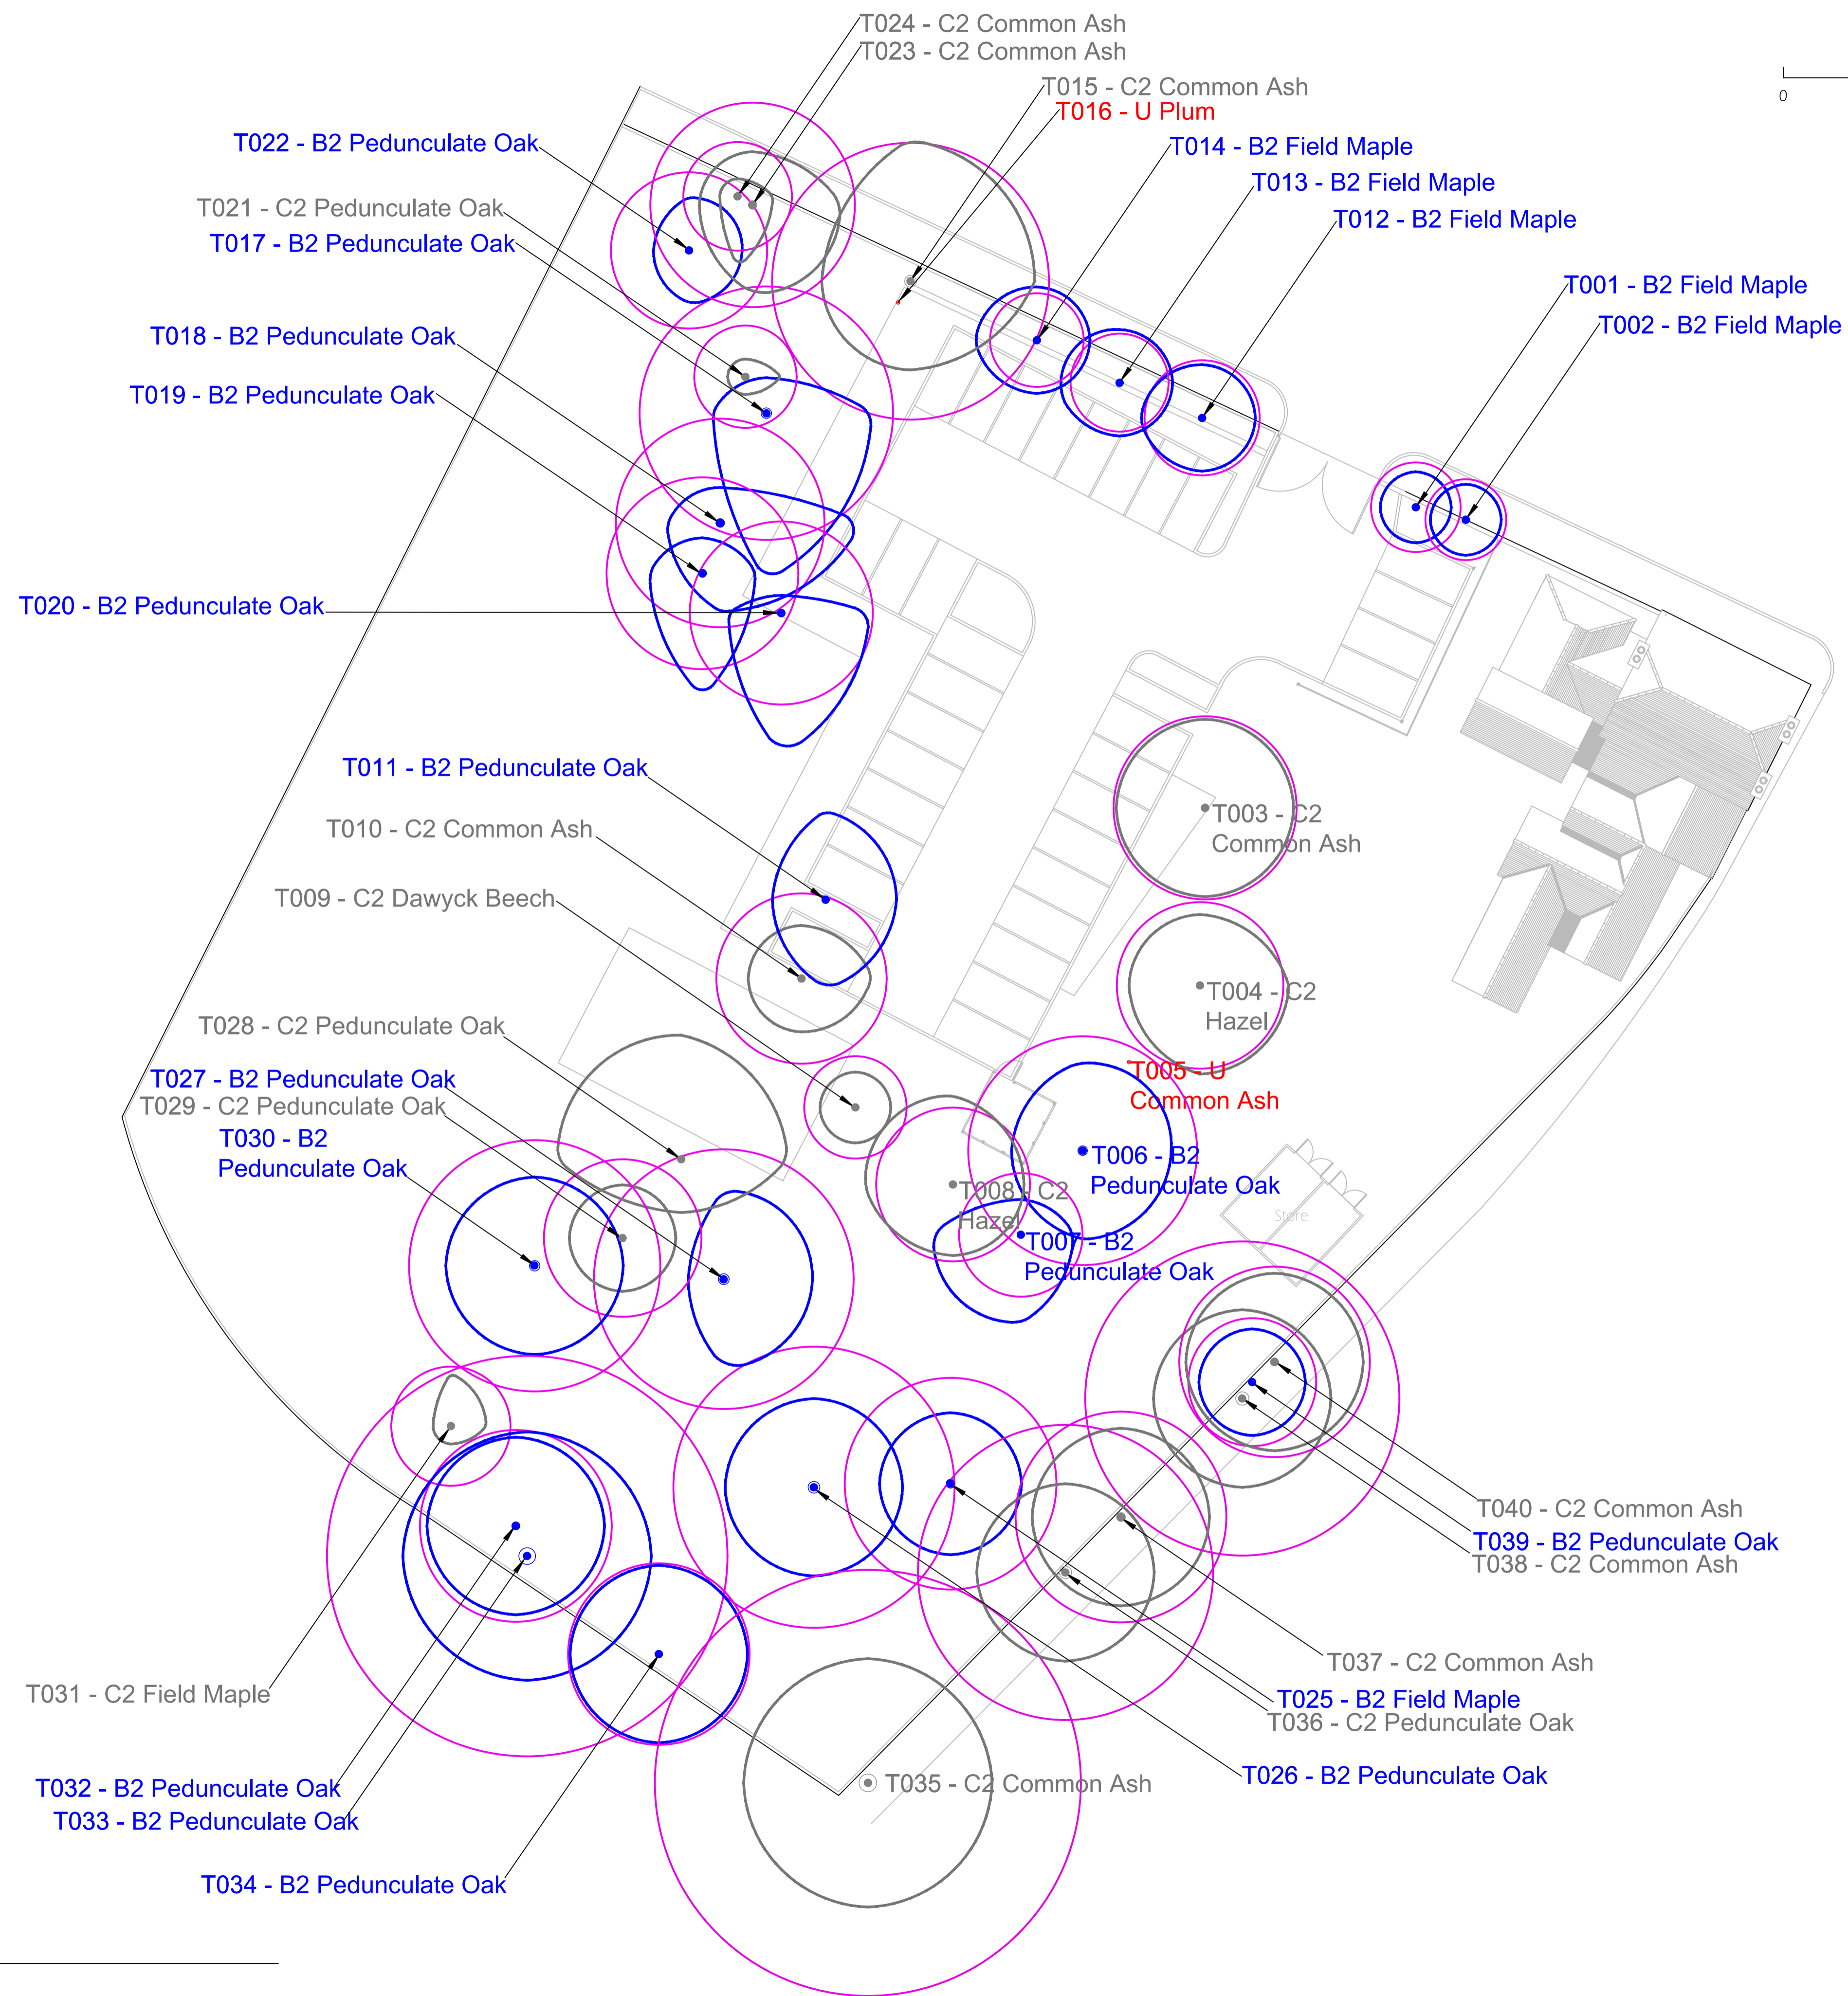 T024 - C2 Common Ash
T023 - C2 Common Ash
T015 - C2 Common Ash
T016 - U Plum
0
T022 - B2 Pedunculate Oak
T014 - B2 Field Maple
T013 - B2 Field Maple
T012 - B2 Field Maple
T021 - C2 Pedunculate Oak
T017 - B2 Pedunculate Oak
T001 - B2 Field Maple
T002 - B2 Field Maple
T018 - B2 Pedunculate Oak
T019 - B2 Pedunculate Oak
T020 - B2 Pedunculate Oak
T011 - B2 Pedunculate Oak
T003 - C2
Common Ash
T010 - C2 Common Ash
T009 - C2 Dawyck Beech
T004 - C2
Hazel
T028 - C2 Pedunculate Oak
T005 - U
Common Ash
T027 - B2 Pedunculate Oak
T029 - C2 Pedunculate Oak
T030 - B2
Pedunculate Oak
T006 - B2
Pedunculate Oak
T008 - C2
Hazel
Store
T007 - B2
Pedunculate Oak
T040 - C2 Common Ash
T039 - B2 Pedunculate Oak
T038 - C2 Common Ash
T037 - C2 Common Ash
T031 - C2 Field Maple
T025 - B2 Field Maple
T036 - C2 Pedunculate Oak
T026 - B2 Pedunculate Oak
T035 - C2 Common Ash
T032 - B2 Pedunculate Oak
T033 - B2 Pedunculate Oak
T034 - B2 Pedunculate Oak